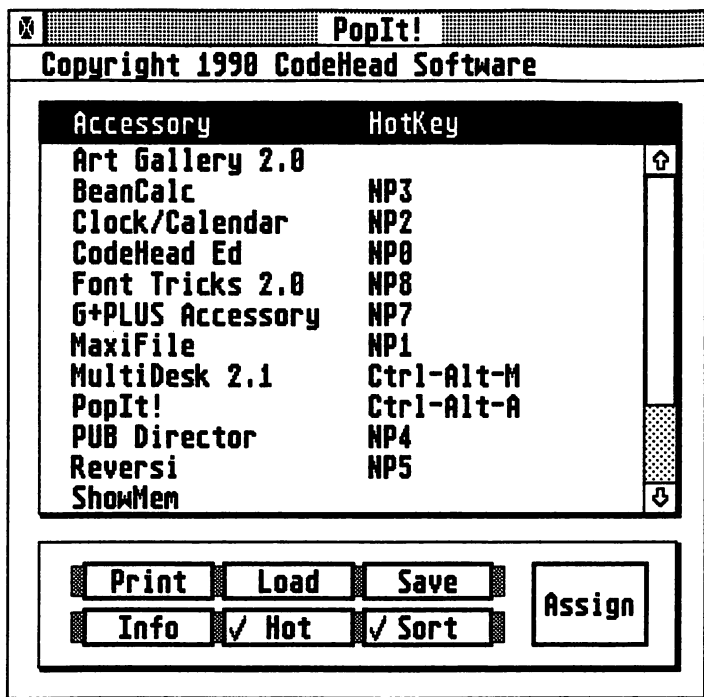 PopIt!
Copyright 1990 CodeHead Software
Accessory HotKey
Art Gallery 2.0
BeanCalc NP3
Clock/Calendar NP2
CodeHead Ed NP0
Font Tricks 2.0 NP8
G+PLUS Accessory NP7
MaxiFile NP1
MultiDesk 2.1 Ctrl-Alt-M
PopIt! Ctrl-Alt-A
PUB Director NP4
Reversi NP5
ShowMem
Print Load Save
Assign
Info ✓ Hot ✓ Sort